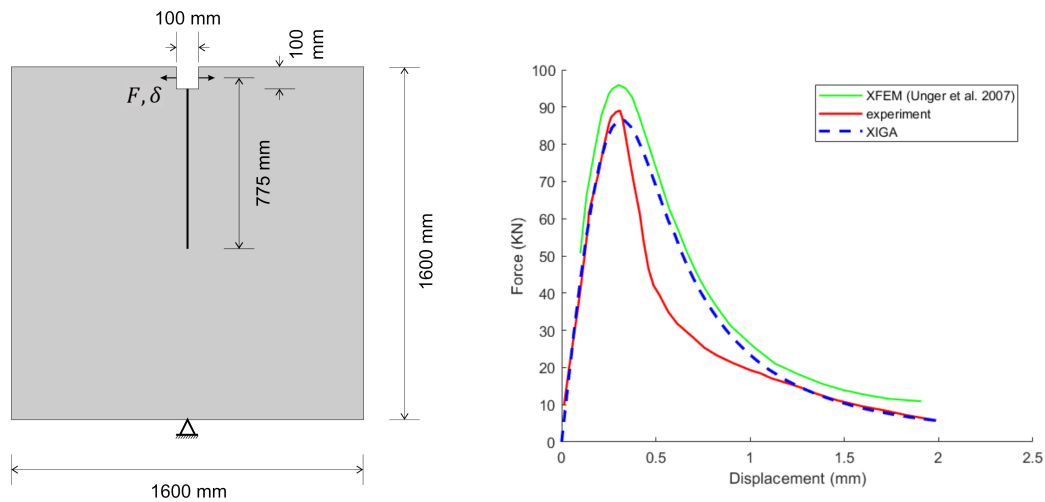 100 mm
100
mm
F, δ
775 mm
1600 mm
1600 mm
100
90
80
70
60
50
40
30
20
10
0
Force (KN)
0
0.5
1
1.5
2
2.5
Displacement (mm)
XFEM (Unger et al. 2007)
experiment
XIGA